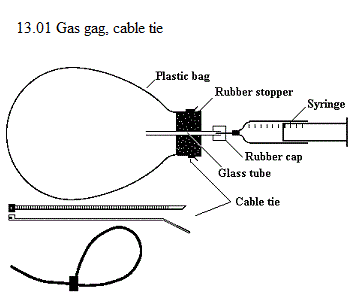 13.01 Gas gag, cable tie
Plastic bag
Rubber stopper
Syringe
Rubber cap
Glass tube
Cable tie